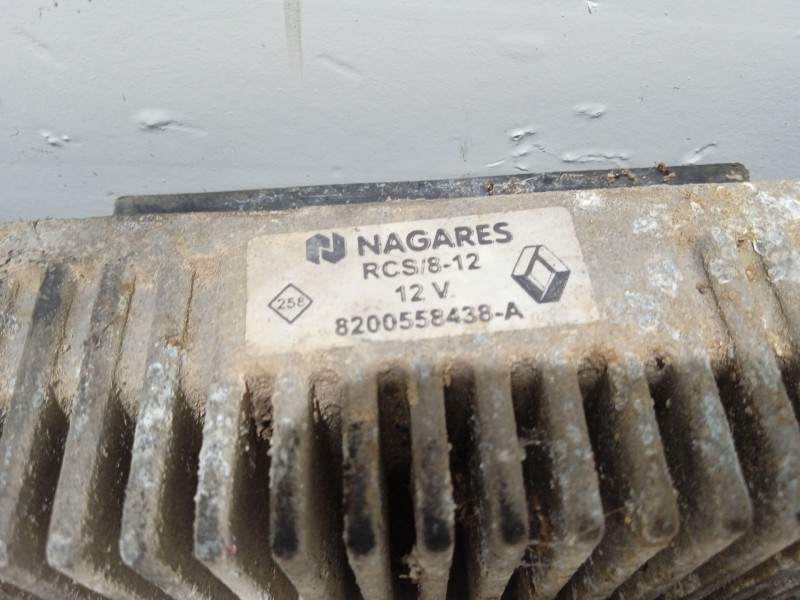 NAGARES
RCS/8-12
258
12 V.
8200558438-A